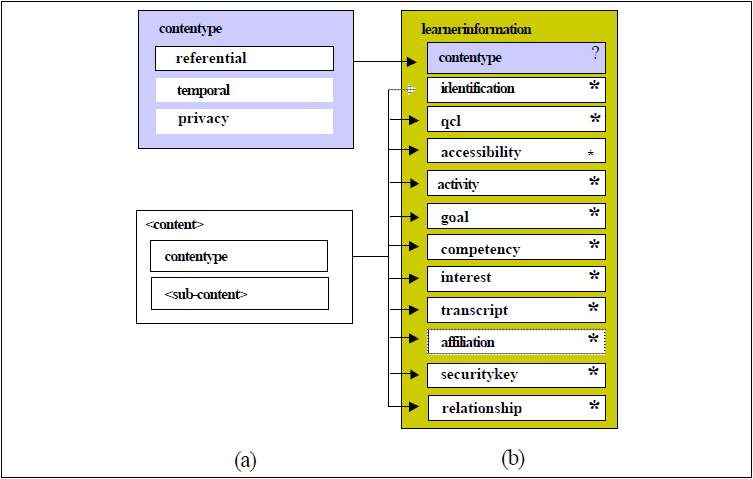 contentype
referential
temporal
privacy
<content>
contentype
<sub-content>
(a)
learnerinformation
contentype ?
identification *
qcl *
accessibility *
activity *
goal *
competency *
interest *
transcript *
affiliation *
securitykey *
relationship *
(b)